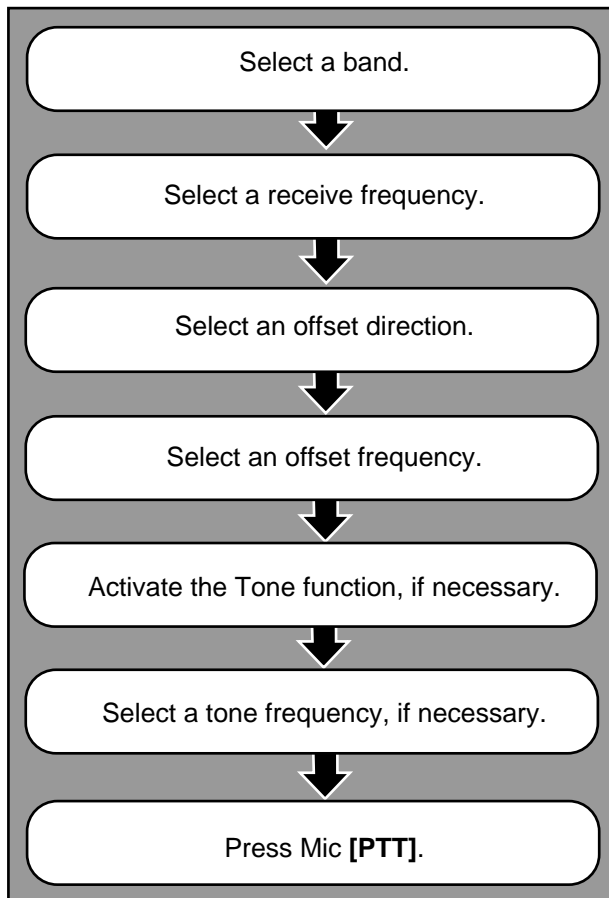 Select a band.
Select a receive frequency.
Select an offset direction.
Select an offset frequency.
Activate the Tone function, if necessary.
Select a tone frequency, if necessary.
Press Mic [PTT].